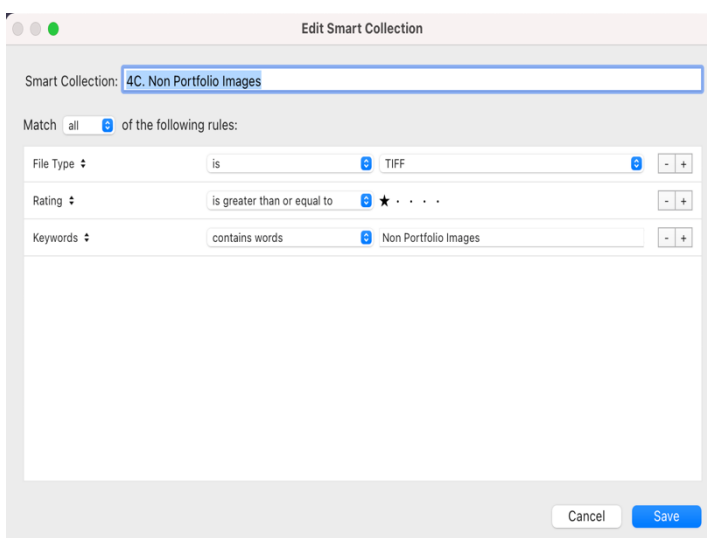 Edit Smart Collection
Smart Collection: 4C. Non Portfolio Images
Match all of the following rules:
File Type is TIFF - +
Rating is greater than or equal to ★ · · · · - +
Keywords contains words Non Portfolio Images - +
Cancel Save